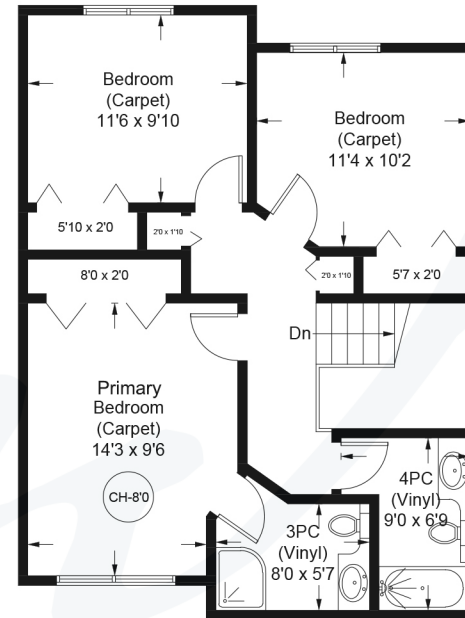 Bedroom
(Carpet)
11'6 x 9'10
Bedroom
(Carpet)
11'4 x 10'2
5'10 x 2'0
2'0 x 1'10
8'0 x 2'0
2'0 x 1'10
5'7 x 2'0
Dn
Primary
Bedroom
(Carpet)
14'3 x 9'6
CH-8'0
4PC
(Vinyl)
9'0 x 6'9
3PC
(Vinyl)
8'0 x 5'7